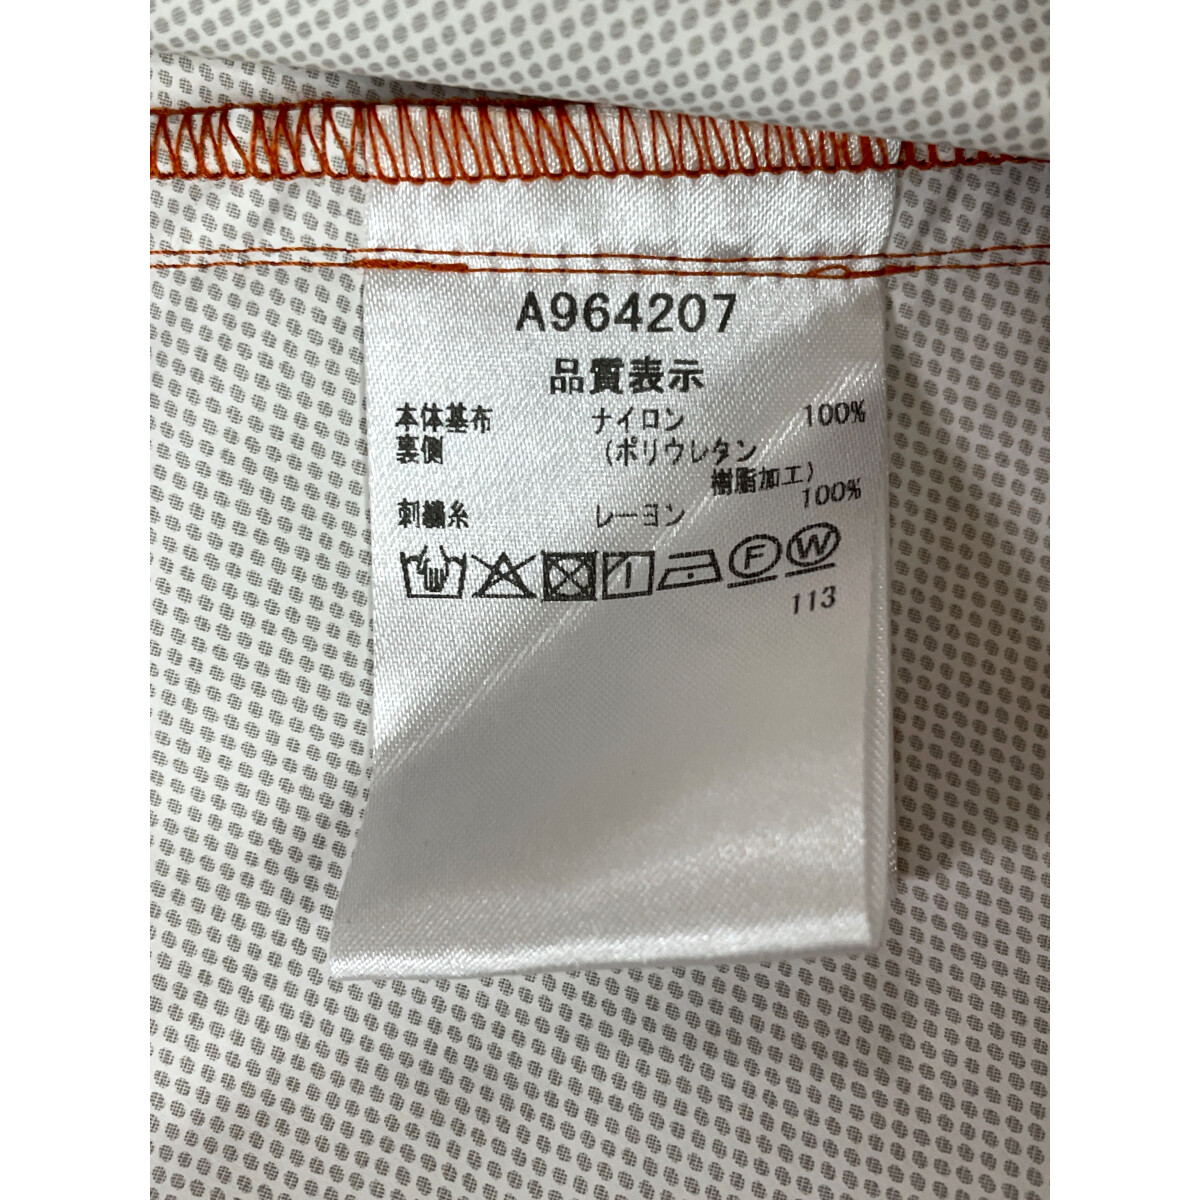 A964207
品質表示
本体基布 ナイロン 100%
裏側 (ポリウレタン
樹脂加工)
刺繍糸 レーヨン 100%
F W
113